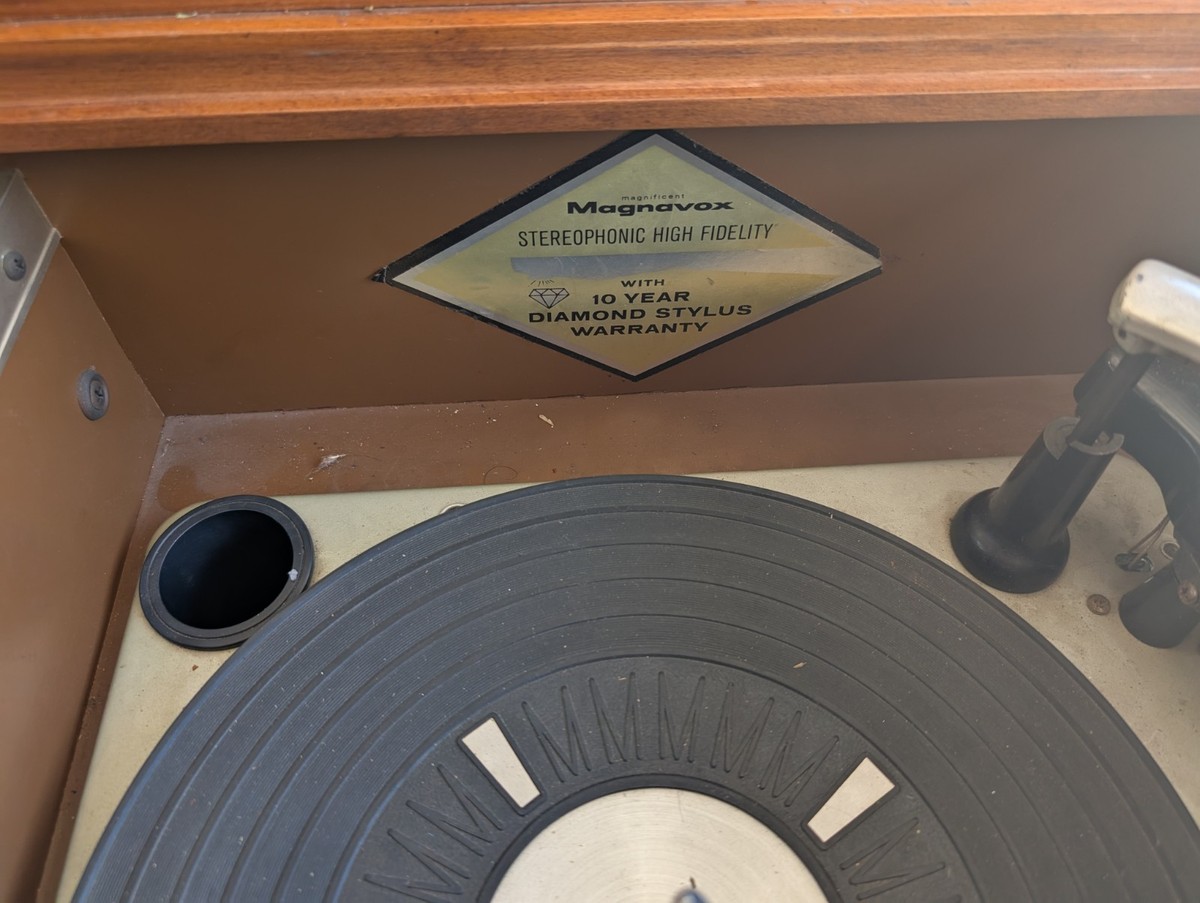 magnificent
Magnavox
STEREOPHONIC HIGH FIDELITY
WITH
10 YEAR
DIAMOND STYLUS
WARRANTY